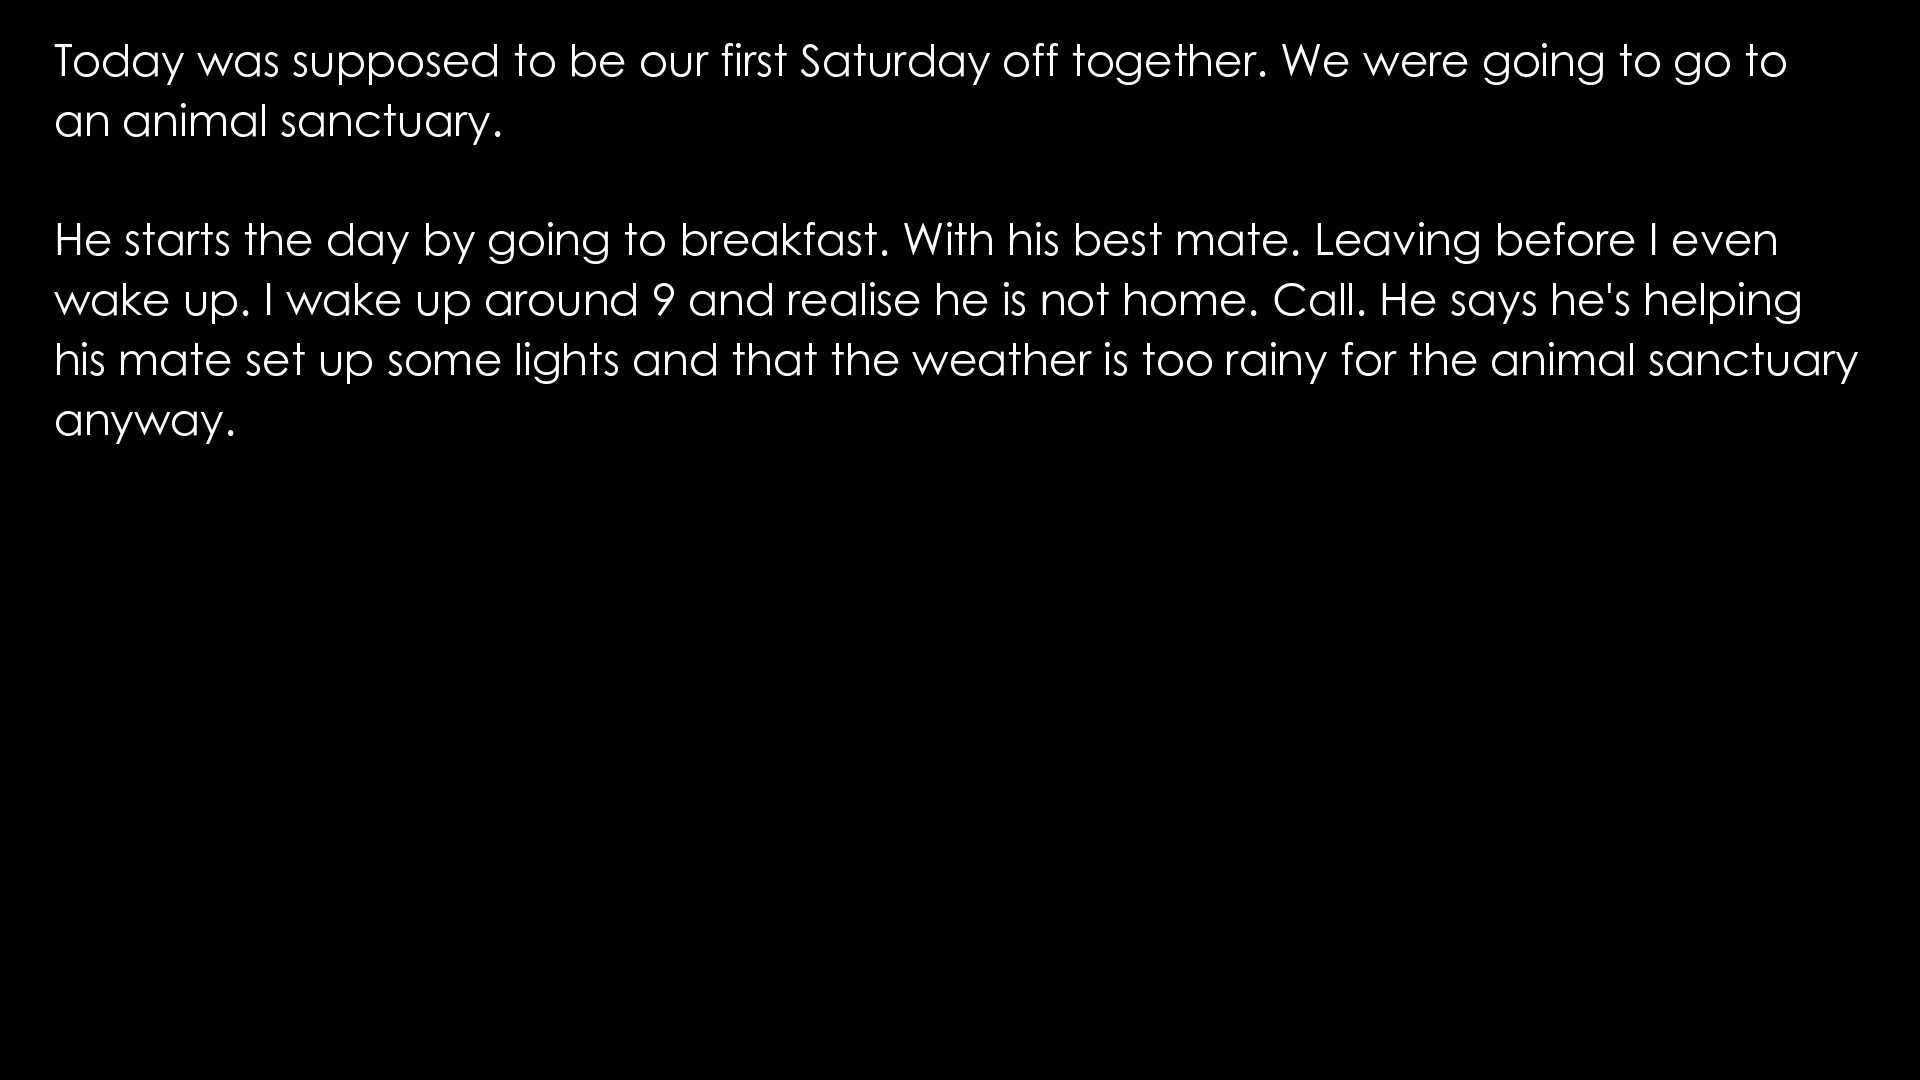 Today was supposed to be our first Saturday off together. We were going to go to
an animal sanctuary.
He starts the day by going to breakfast. With his best mate. Leaving before I even
wake up. I wake up around 9 and realise he is not home. Call. He says he's helping
his mate set up some lights and that the weather is too rainy for the animal sanctuary
anyway.